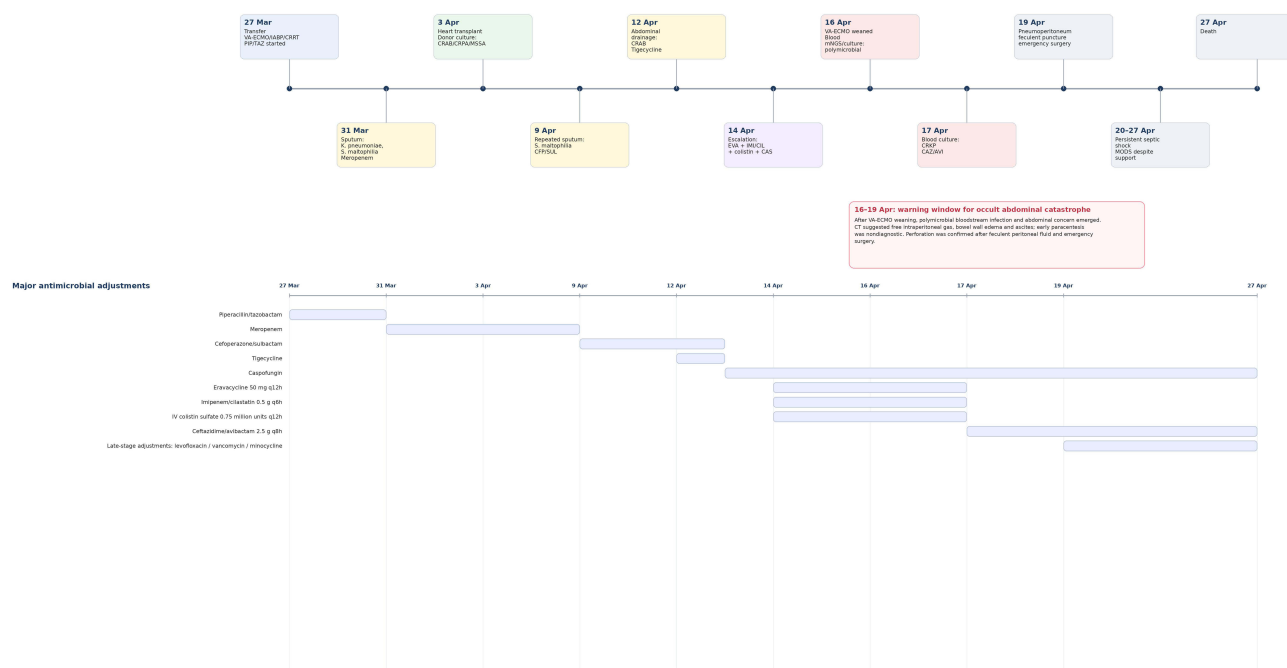 27 Mar
Transfer
VA-ECMO/IABP/CRRT
PIP/TAZ started
3 Apr
Heart transplant
Donor culture:
CRAB/CRPA/MSSA
12 Apr
Abdominal
drainage:
CRAB
Tigecycline
16 Apr
VA-ECMO weaned
Blood
mNGS/culture:
polymicrobial
19 Apr
Pneumoperitoneum
feculent puncture
emergency surgery
27 Apr
Death
31 Mar
Sputum:
K. pneumoniae,
S. maltophilia
Meropenem
9 Apr
Repeated sputum:
S. maltophilia
CFP/SUL
14 Apr
Escalation:
EVA + IMI/CIL
+ colistin + CAS
17 Apr
Blood culture:
CRKP
CAZ/AVI
20–27 Apr
Persistent septic
shock
MODS despite
support
16–19 Apr: warning window for occult abdominal catastrophe
After VA-ECMO weaning, polymicrobial bloodstream infection and abdominal concern emerged.
CT suggested free intraperitoneal gas, bowel wall edema and ascites; early paracentesis
was nondiagnostic. Perforation was confirmed after feculent peritoneal fluid and emergency
surgery.
Major antimicrobial adjustments
27 Mar 31 Mar 3 Apr 9 Apr 12 Apr 14 Apr 16 Apr 17 Apr 19 Apr 27 Apr
Piperacillin/tazobactam
Meropenem
Cefoperazone/sulbactam
Tigecycline
Caspofungin
Eravacycline 50 mg q12h
Imipenem/cilastatin 0.5 g q6h
IV colistin sulfate 0.75 million units q12h
Ceftazidime/avibactam 2.5 g q8h
Late-stage adjustments: levofloxacin / vancomycin / minocycline